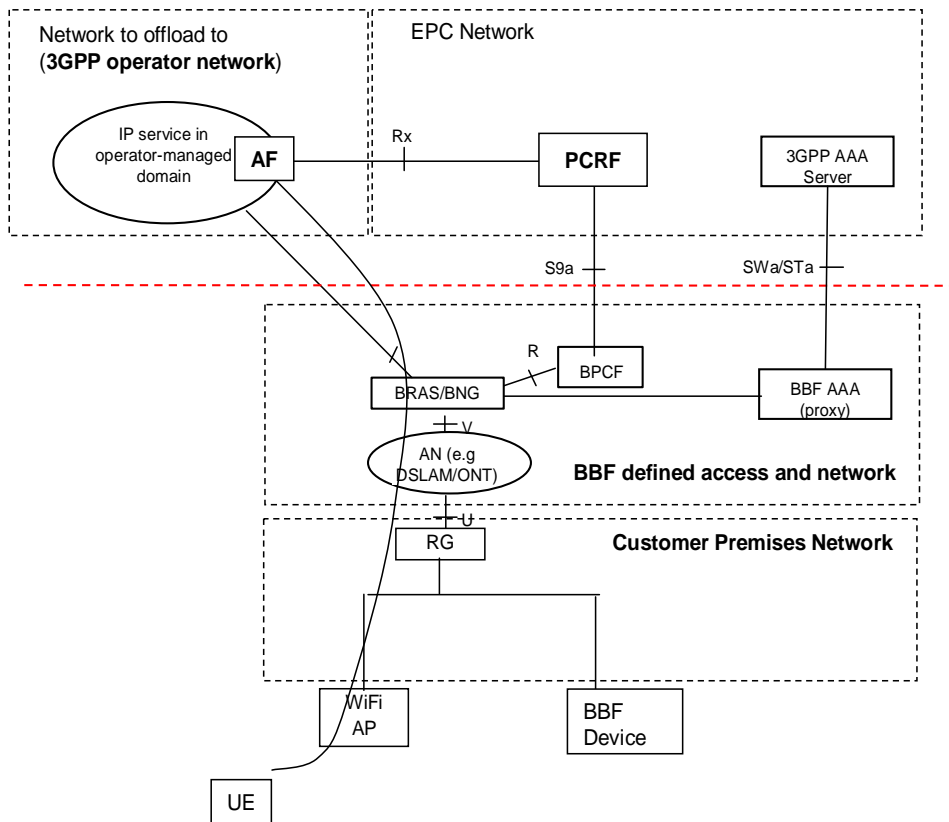 Network to offload to
(3GPP operator network)
EPC Network
IP service in
operator-managed
domain
AF
Rx
PCRF
3GPP AAA
Server
S9a
SWa/STa
R
BPCF
BRAS/BNG
BBF AAA
(proxy)
V
AN (e.g
DSLAM/ONT)
BBF defined access and network
U
RG
Customer Premises Network
WiFi
AP
BBF
Device
UE